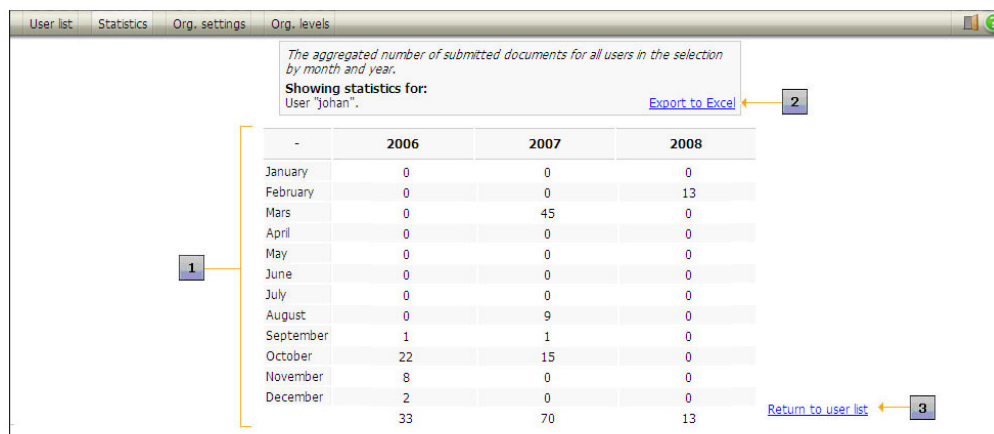 User list Statistics Org. settings Org. levels
The aggregated number of submitted documents for all users in the selection
by month and year.
Showing statistics for:
User "johan". Export to Excel 2
- 2006 2007 2008
January 0 0 0
February 0 0 13
Mars 0 45 0
April 0 0 0
May 0 0 0
1
June 0 0 0
July 0 0 0
August 0 9 0
September 1 1 0
October 22 15 0
November 8 0 0
December 2 0 0
Return to user list 3
33 70 13